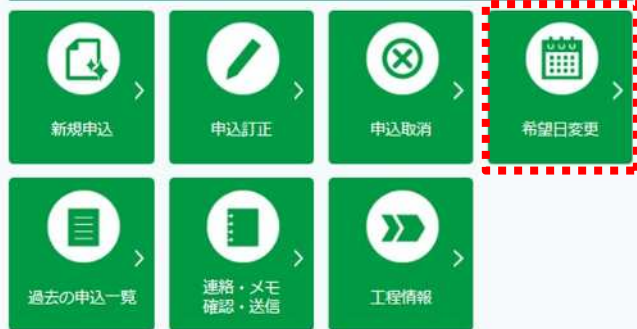 新規申込
申込訂正
申込取消
希望日変更
過去の申込一覧
連絡・メモ
確認・送信
工程情報